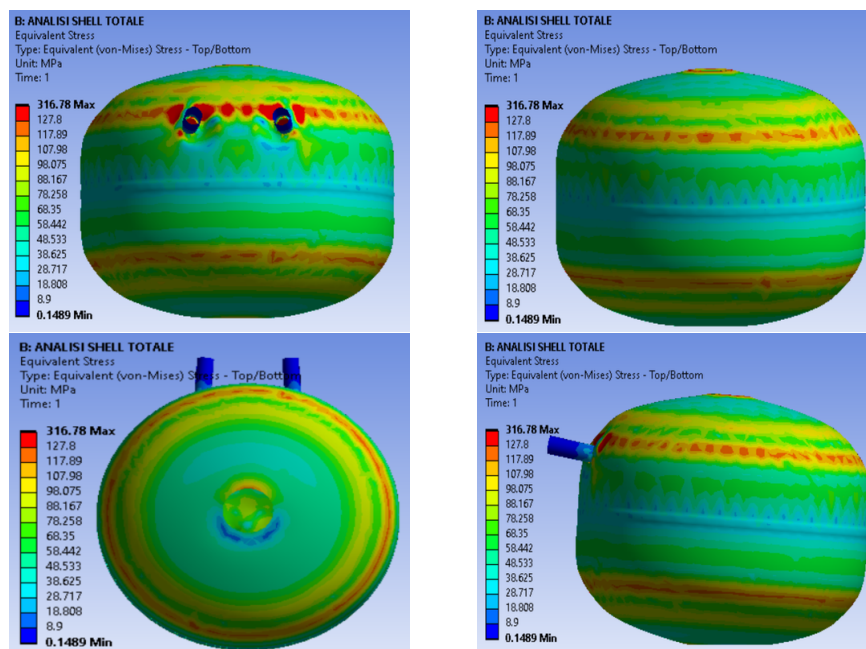 B: ANALISI SHELL TOTALE
Equivalent Stress
Type: Equivalent (von-Mises) Stress - Top/Bottom
Unit: MPa
Time: 1
316.78 Max
127.8
117.89
107.98
98.075
88.167
78.258
68.35
58.442
48.533
38.625
28.717
18.808
8.9
0.1489 Min
B: ANALISI SHELL TOTALE
Equivalent Stress
Type: Equivalent (von-Mises) Stress - Top/Bottom
Unit: MPa
Time: 1
316.78 Max
127.8
117.89
107.98
98.075
88.167
78.258
68.35
58.442
48.533
38.625
28.717
18.808
8.9
0.1489 Min
B: ANALISI SHELL TOTALE
Equivalent Stress
Type: Equivalent (von-Mises) Stress - Top/Bottom
Unit: MPa
Time: 1
316.78 Max
127.8
117.89
107.98
98.075
88.167
78.258
68.35
58.442
48.533
38.625
28.717
18.808
8.9
0.1489 Min
B: ANALISI SHELL TOTALE
Equivalent Stress
Type: Equivalent (von-Mises) Stress - Top/Bottom
Unit: MPa
Time: 1
316.78 Max
127.8
117.89
107.98
98.075
88.167
78.258
68.35
58.442
48.533
38.625
28.717
18.808
8.9
0.1489 Min